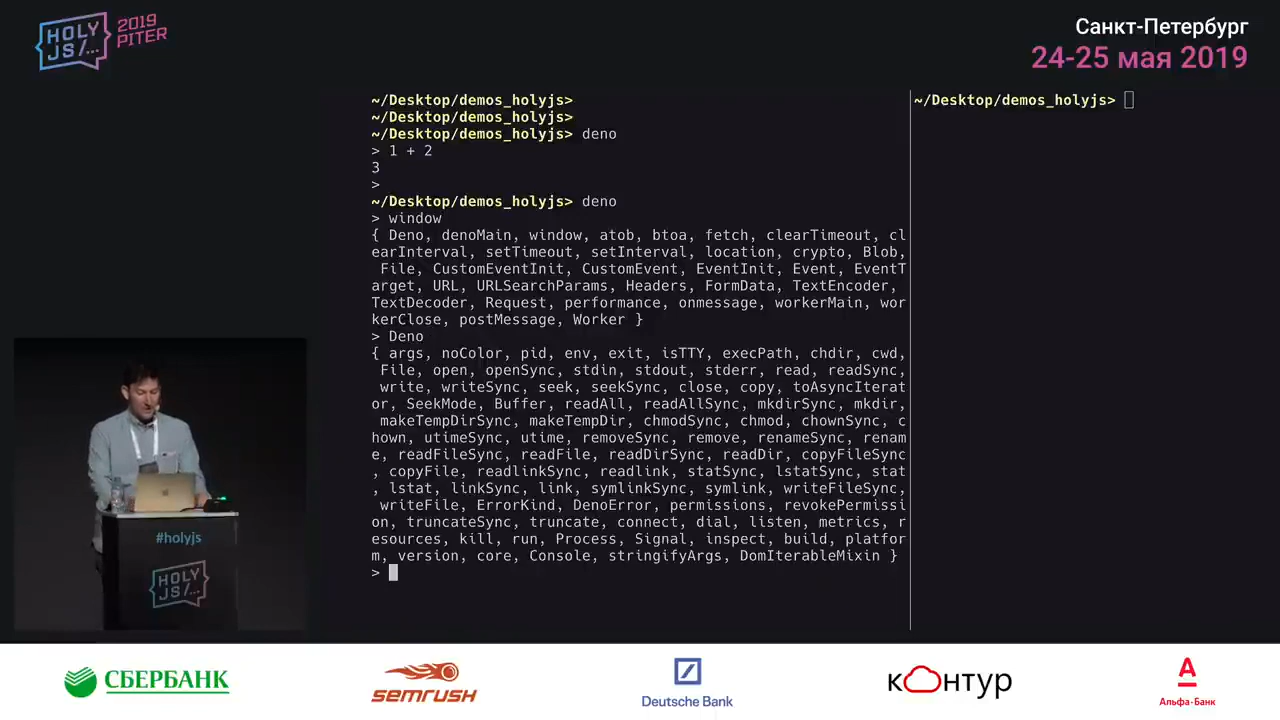 HOLY
JS/...
2019
PITER
Санкт-Петербург
24-25 мая 2019
~/Desktop/demos_holyjs>
~/Desktop/demos_holyjs>
~/Desktop/demos_holyjs> deno
> 1 + 2
3
>
~/Desktop/demos_holyjs> deno
> window
{ Deno, denoMain, window, atob, btoa, fetch, clearTimeout, cl
earInterval, setTimeout, setInterval, location, crypto, Blob,
File, CustomEventInit, CustomEvent, EventInit, Event, EventT
arget, URL, URLSearchParams, Headers, FormData, TextEncoder,
TextDecoder, Request, performance, onmessage, workerMain, wor
kerClose, postMessage, Worker }
> Deno
{ args, noColor, pid, env, exit, isTTY, execPath, chdir, cwd,
File, open, openSync, stdin, stdout, stderr, read, readSync,
write, writeSync, seek, seekSync, close, copy, toAsyncIterat
or, SeekMode, Buffer, readAll, readAllSync, mkdirSync, mkdir,
makeTempDirSync, makeTempDir, chmodSync, chmod, chownSync, c
hown, utimeSync, utime, removeSync, remove, renameSync, renam
e, readFileSync, readFile, readDirSync, readDir, copyFileSync
, copyFile, readlinkSync, readlink, statSync, lstatSync, stat
, lstat, linkSync, link, symlinkSync, symlink, writeFileSync,
writeFile, ErrorKind, DenoError, permissions, revokePermissi
on, truncateSync, truncate, connect, dial, listen, metrics, r
esources, kill, run, Process, Signal, inspect, build, platfor
m, version, core, Console, stringifyArgs, DomIterableMixin }
>
~/Desktop/demos_holyjs>
#holyjs
HOLY
JS/...
СБЕРБАНК
semrush
Deutsche Bank
кОнтур
А
Альфа·Банк